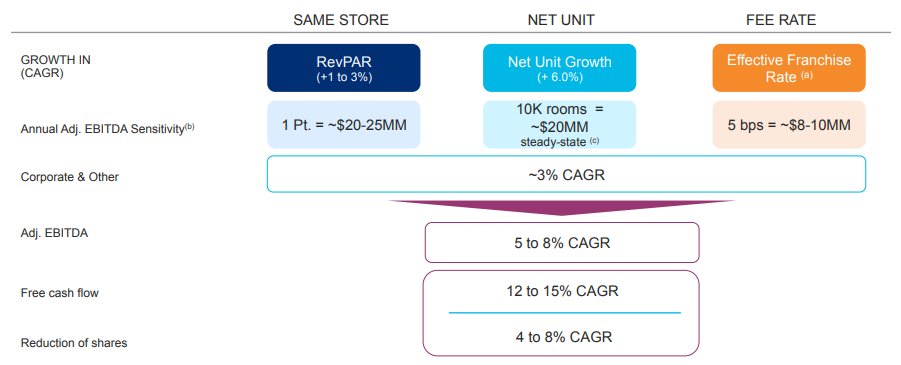 SAME STORE
NET UNIT
FEE RATE
GROWTH IN
(CAGR)
RevPAR
(+1 to 3%)
Net Unit Growth
(+ 6.0%)
Effective Franchise
Rate (a)
Annual Adj. EBITDA Sensitivity(b)
1 Pt. = ~$20-25MM
10K rooms =
~$20MM
steady-state (c)
5 bps = ~$8-10MM
Corporate & Other
~3% CAGR
Adj. EBITDA
5 to 8% CAGR
Free cash flow
12 to 15% CAGR
Reduction of shares
4 to 8% CAGR